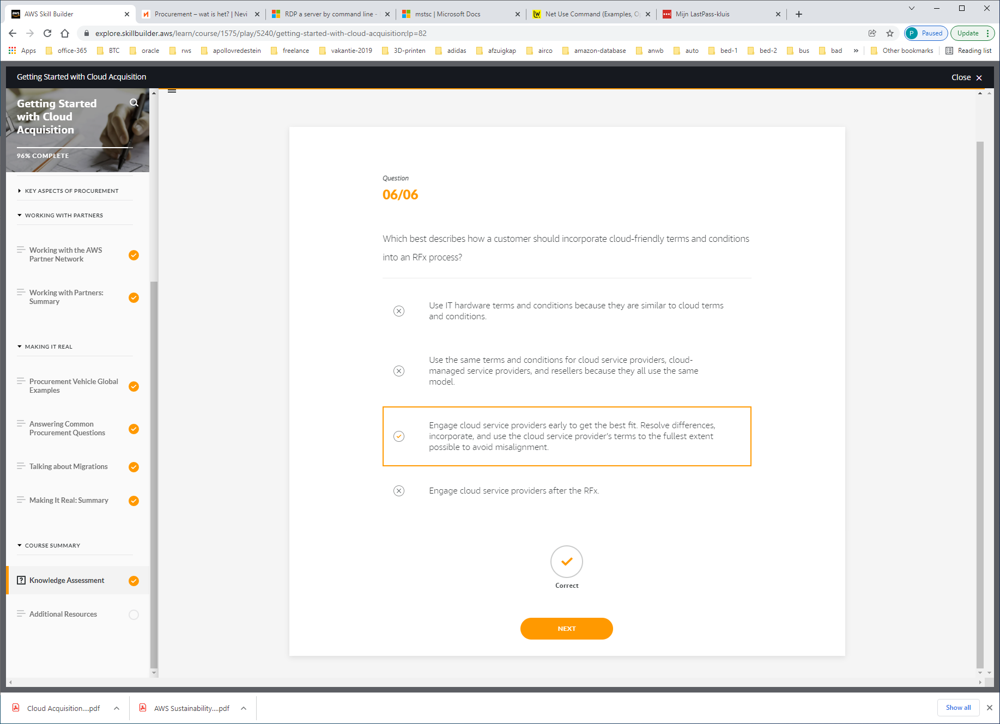 AWS Skill Builder
Procurement – wat is het? | Nevi
RDP a server by command line -
mstsc | Microsoft Docs
Net Use Command (Examples, O
Mijn LastPass-kluis
explore.skillbuilder.aws/learn/course/1575/play/5240/getting-started-with-cloud-acquisition;lp=82
P Paused
Update
Apps office-365 BTC oracle rws apollovredestein freelance vakantie-2019 3D-printen adidas afzuigkap airco amazon-database anwb auto bed-1 bed-2 bus bad » Other bookmarks Reading list
Getting Started with Cloud Acquisition
Close
Getting Started
with Cloud
Acquisition
96% COMPLETE
KEY ASPECTS OF PROCUREMENT
WORKING WITH PARTNERS
Working with the AWS
Partner Network
Working with Partners:
Summary
MAKING IT REAL
Procurement Vehicle Global
Examples
Answering Common
Procurement Questions
Talking about Migrations
Making It Real: Summary
COURSE SUMMARY
Knowledge Assessment
Additional Resources
Question
06/06
Which best describes how a customer should incorporate cloud-friendly terms and conditions
into an RFx process?
Use IT hardware terms and conditions because they are similar to cloud terms
and conditions.
Use the same terms and conditions for cloud service providers, cloud-
managed service providers, and resellers because they all use the same
model.
Engage cloud service providers early to get the best fit. Resolve differences,
incorporate, and use the cloud service provider's terms to the fullest extent
possible to avoid misalignment.
Engage cloud service providers after the RFx.
Correct
NEXT
Cloud Acquisition....pdf
AWS Sustainability....pdf
Show all